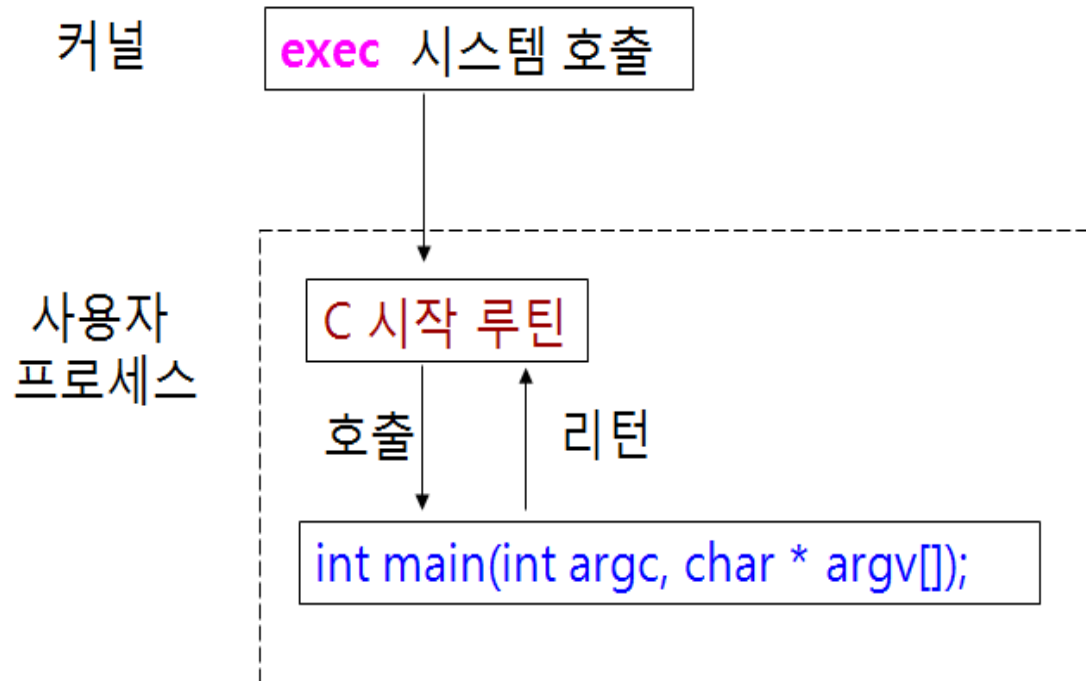 커널
exec 시스템 호출
사용자
프로세스
C 시작 루틴
호출
리턴
int main(int argc, char * argv[]);